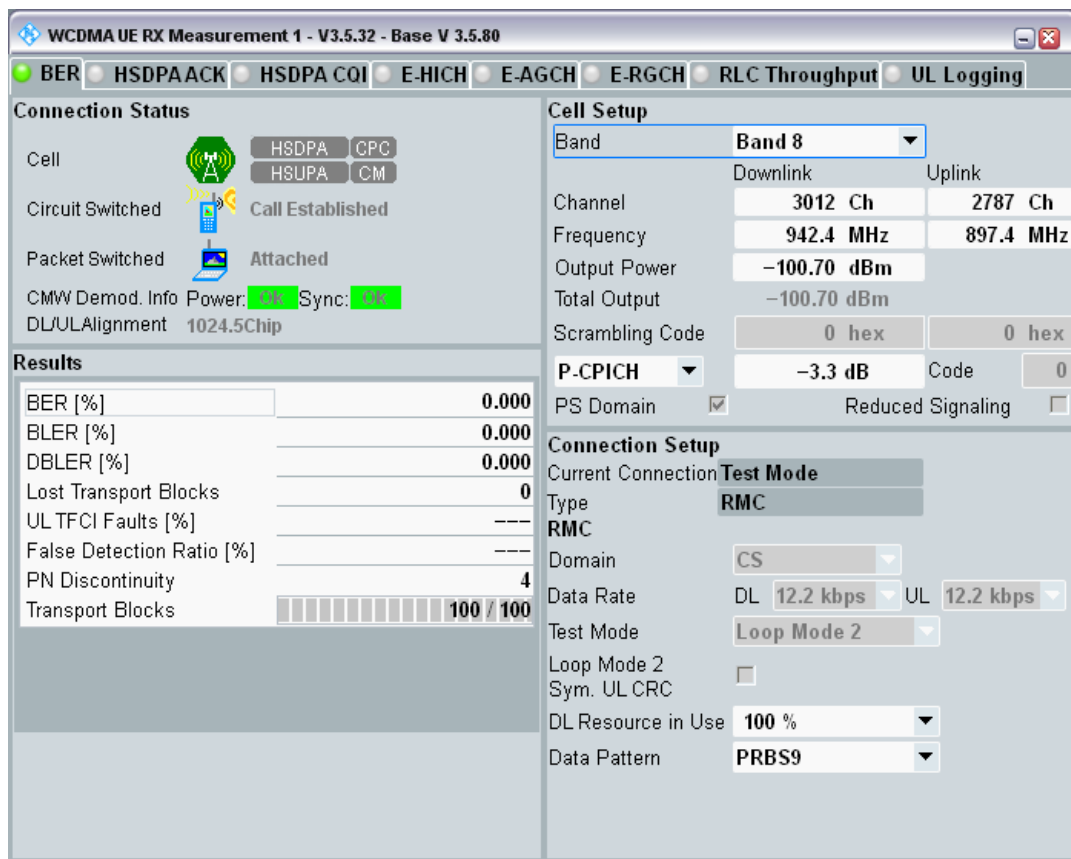 WCDMA UE RX Measurement 1 - V3.5.32 - Base V 3.5.80
BER HSDPA ACK HSDPA CQI E-HICH E-AGCH E-RGCH RLC Throughput UL Logging
Connection Status
Cell HSDPA CPC
HSUPA CM
Circuit Switched Call Established
Packet Switched Attached
CMW Demod. Info Power: Ok Sync: Ok
DL/UL Alignment 1024.5Chip
Results
BER [%] 0.000
BLER [%] 0.000
DBLER [%] 0.000
Lost Transport Blocks 0
UL TFCI Faults [%] ---
False Detection Ratio [%] ---
PN Discontinuity 4
Transport Blocks 100 / 100
Cell Setup
Band Band 8
Downlink Uplink
Channel 3012 Ch 2787 Ch
Frequency 942.4 MHz 897.4 MHz
Output Power −100.70 dBm
Total Output −100.70 dBm
Scrambling Code 0 hex 0 hex
P-CPICH −3.3 dB Code 0
PS Domain Reduced Signaling
Connection Setup
Current Connection Test Mode
Type RMC
RMC
Domain CS
Data Rate DL 12.2 kbps UL 12.2 kbps
Test Mode Loop Mode 2
Loop Mode 2
Sym. UL CRC
DL Resource in Use 100 %
Data Pattern PRBS9